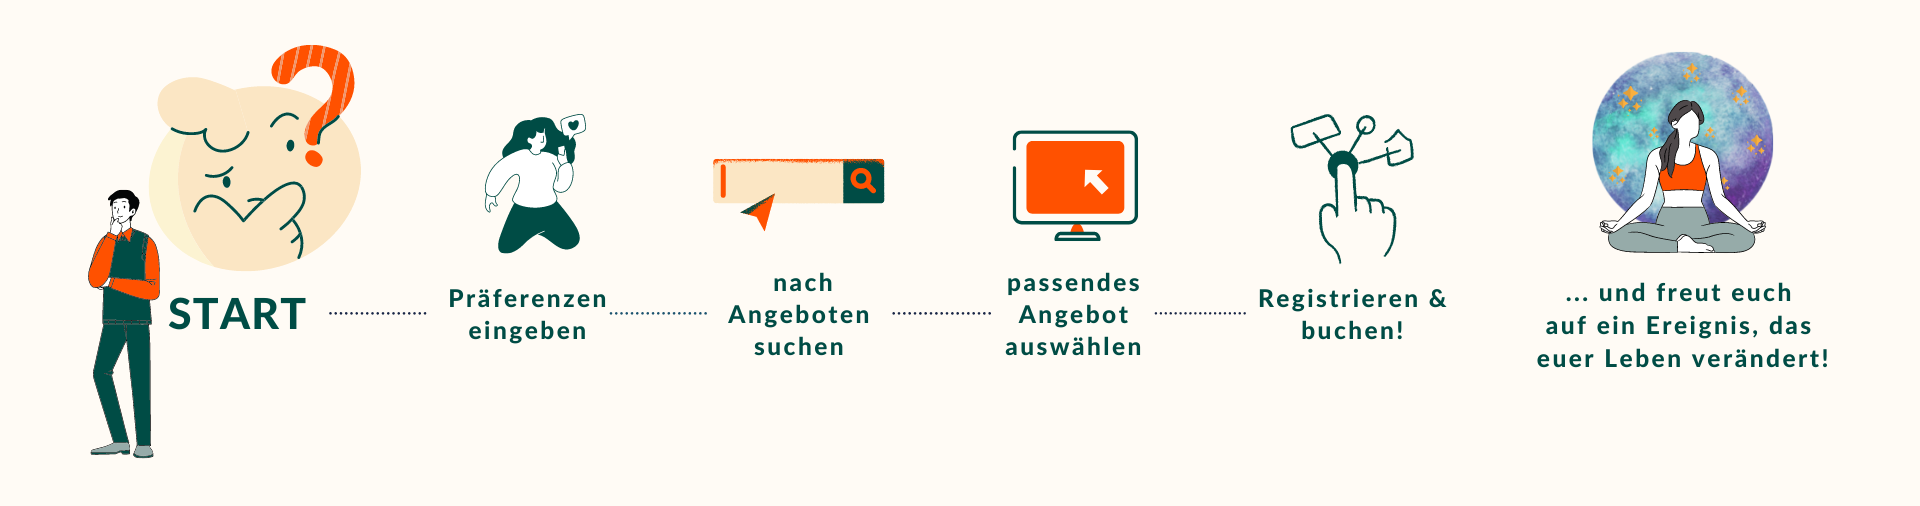 START
Präferenzen
eingeben
nach
Angeboten
suchen
passendes
Angebot
auswählen
Registrieren &
buchen!
... und freut euch
auf ein Ereignis, das
euer Leben verändert!